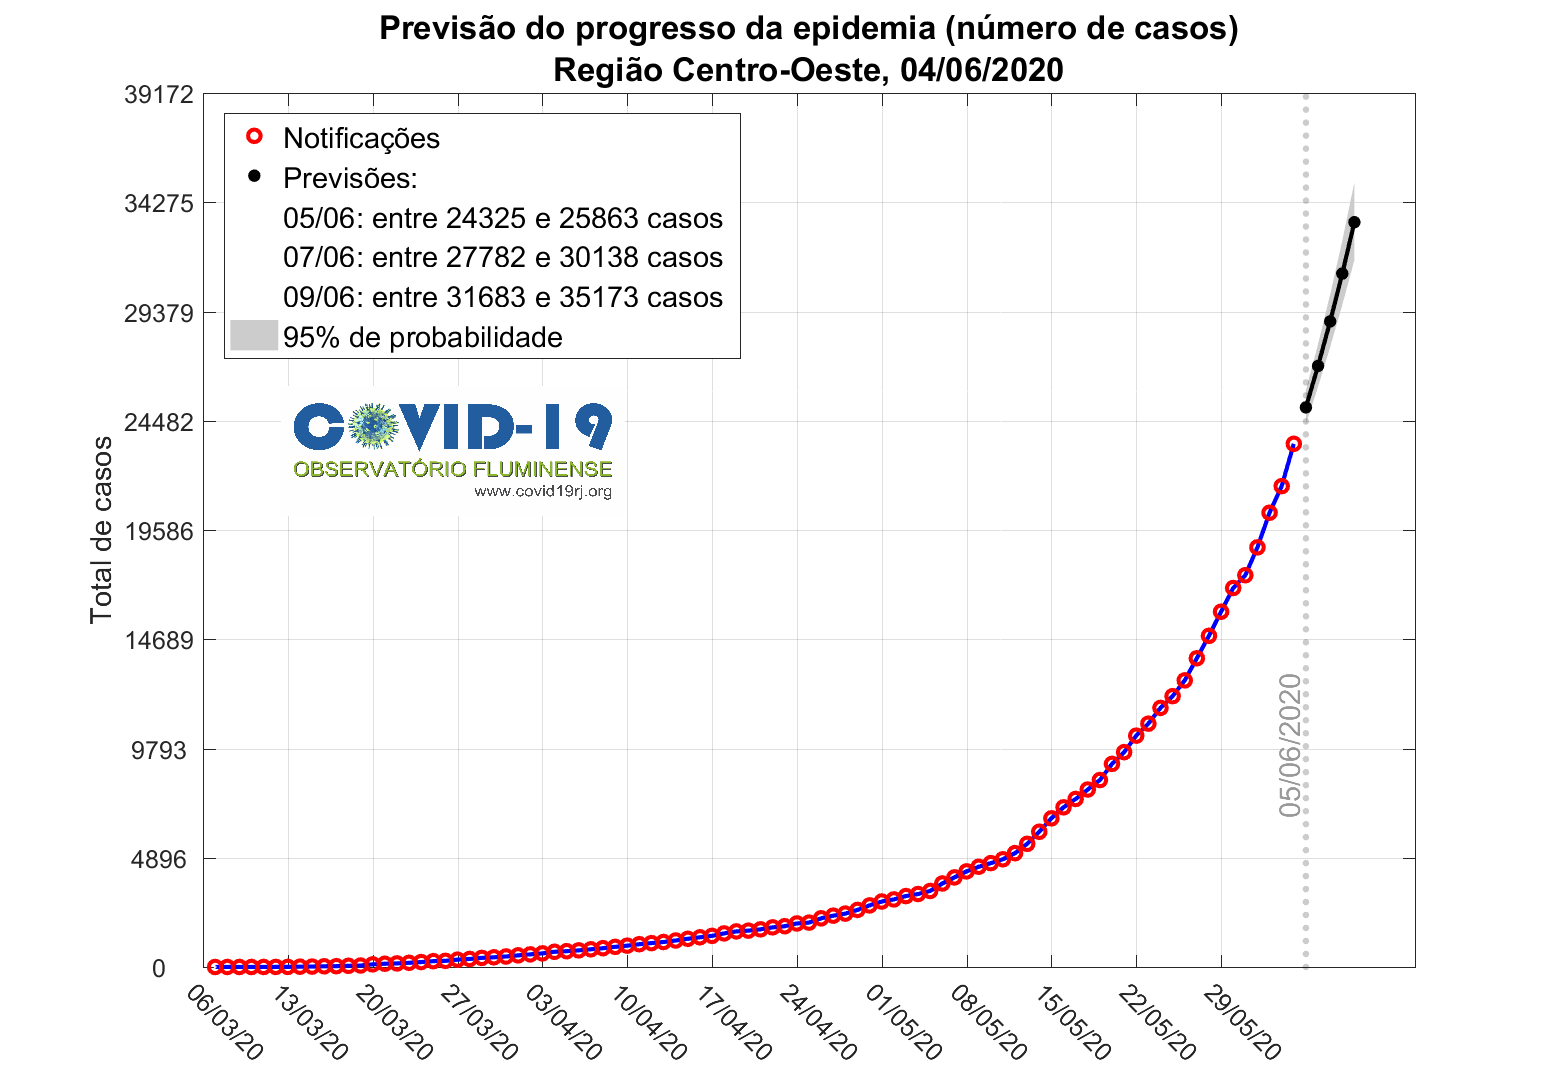 Previsão do progresso da epidemia (número de casos)
Região Centro-Oeste, 04/06/2020
39172
34275
29379
24482
19586
14689
9793
4896
0
Total de casos
Notificações
Previsões:
05/06: entre 24325 e 25863 casos
07/06: entre 27782 e 30138 casos
09/06: entre 31683 e 35173 casos
95% de probabilidade
COVID-19
OBSERVATÓRIO FLUMINENSE
www.covid19rj.org
05/06/2020
06/03/20
13/03/20
20/03/20
27/03/20
03/04/20
10/04/20
17/04/20
24/04/20
01/05/20
08/05/20
15/05/20
22/05/20
29/05/20